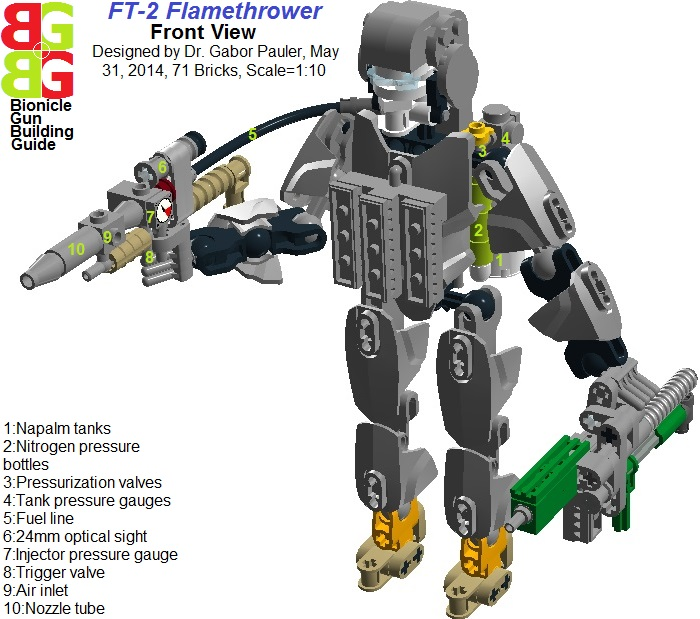 BG
BG
Bionicle
Gun
Building
Guide
FT-2 Flamethrower
Front View
Designed by Dr. Gabor Pauler, May
31, 2014, 71 Bricks, Scale=1:10
5
6
7
8
9
10
3
4
2
1
1:Napalm tanks
2:Nitrogen pressure
bottles
3:Pressurization valves
4:Tank pressure gauges
5:Fuel line
6:24mm optical sight
7:Injector pressure gauge
8:Trigger valve
9:Air inlet
10:Nozzle tube